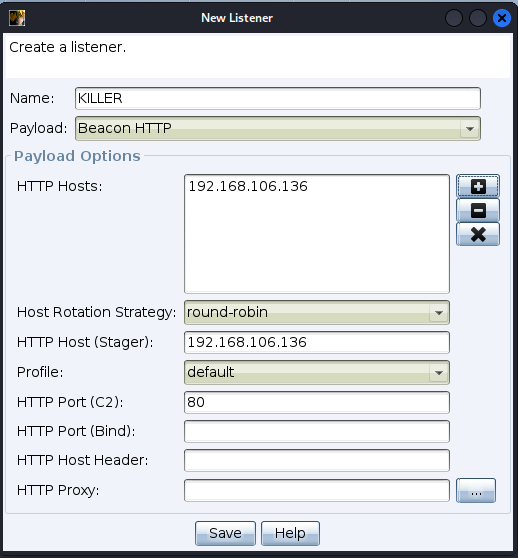 New Listener
Create a listener.
Name: KILLER
Payload: Beacon HTTP
Payload Options
HTTP Hosts: 192.168.106.136
Host Rotation Strategy: round-robin
HTTP Host (Stager): 192.168.106.136
Profile: default
HTTP Port (C2): 80
HTTP Port (Bind):
HTTP Host Header:
HTTP Proxy: ...
Save Help